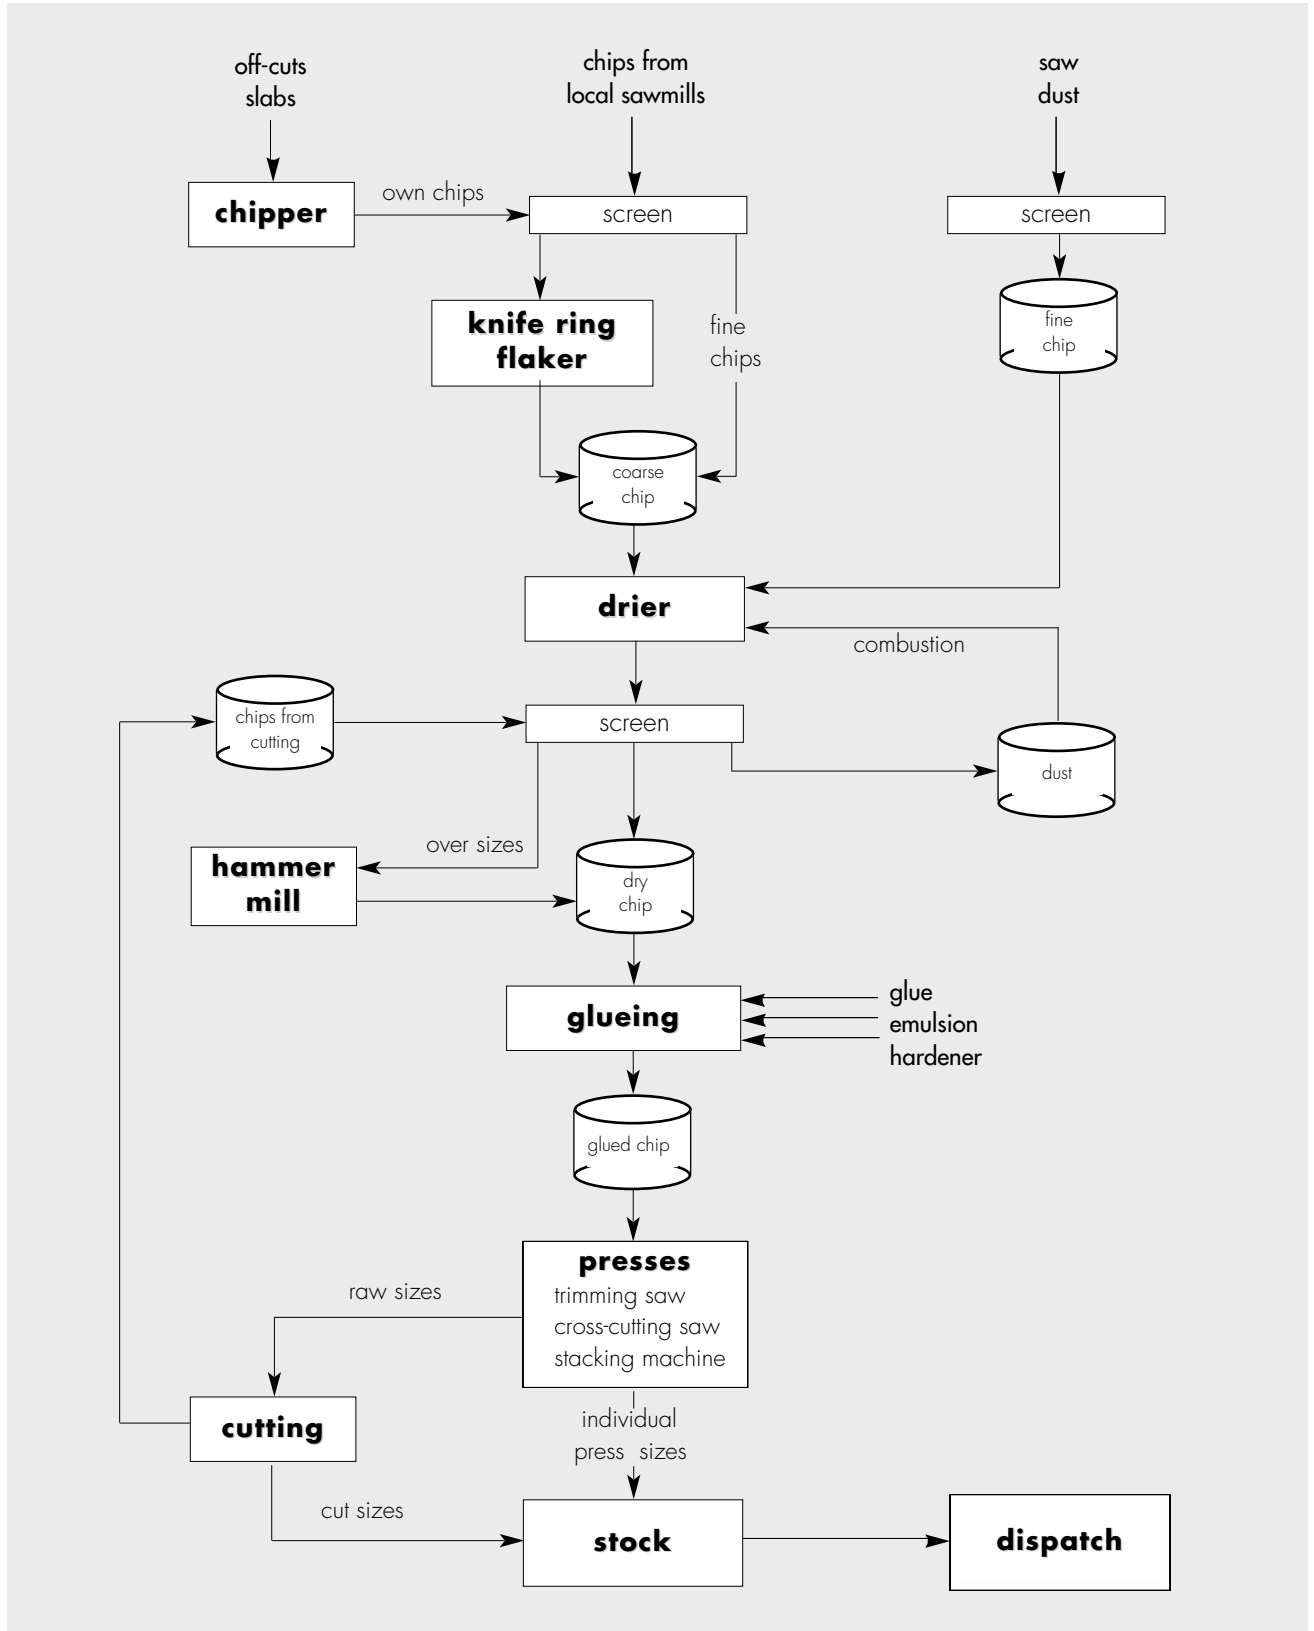 off-cuts
slabs
chips from
local sawmills
saw
dust
chipper
own chips
screen
screen
knife ring
flaker
fine
chips
fine
chip
coarse
chip
drier
combustion
chips from
cutting
screen
dust
over sizes
hammer
mill
dry
chip
glueing
glue
emulsion
hardener
glued chip
presses
trimming saw
cross-cutting saw
stacking machine
raw sizes
cutting
individual
press sizes
cut sizes
stock
dispatch